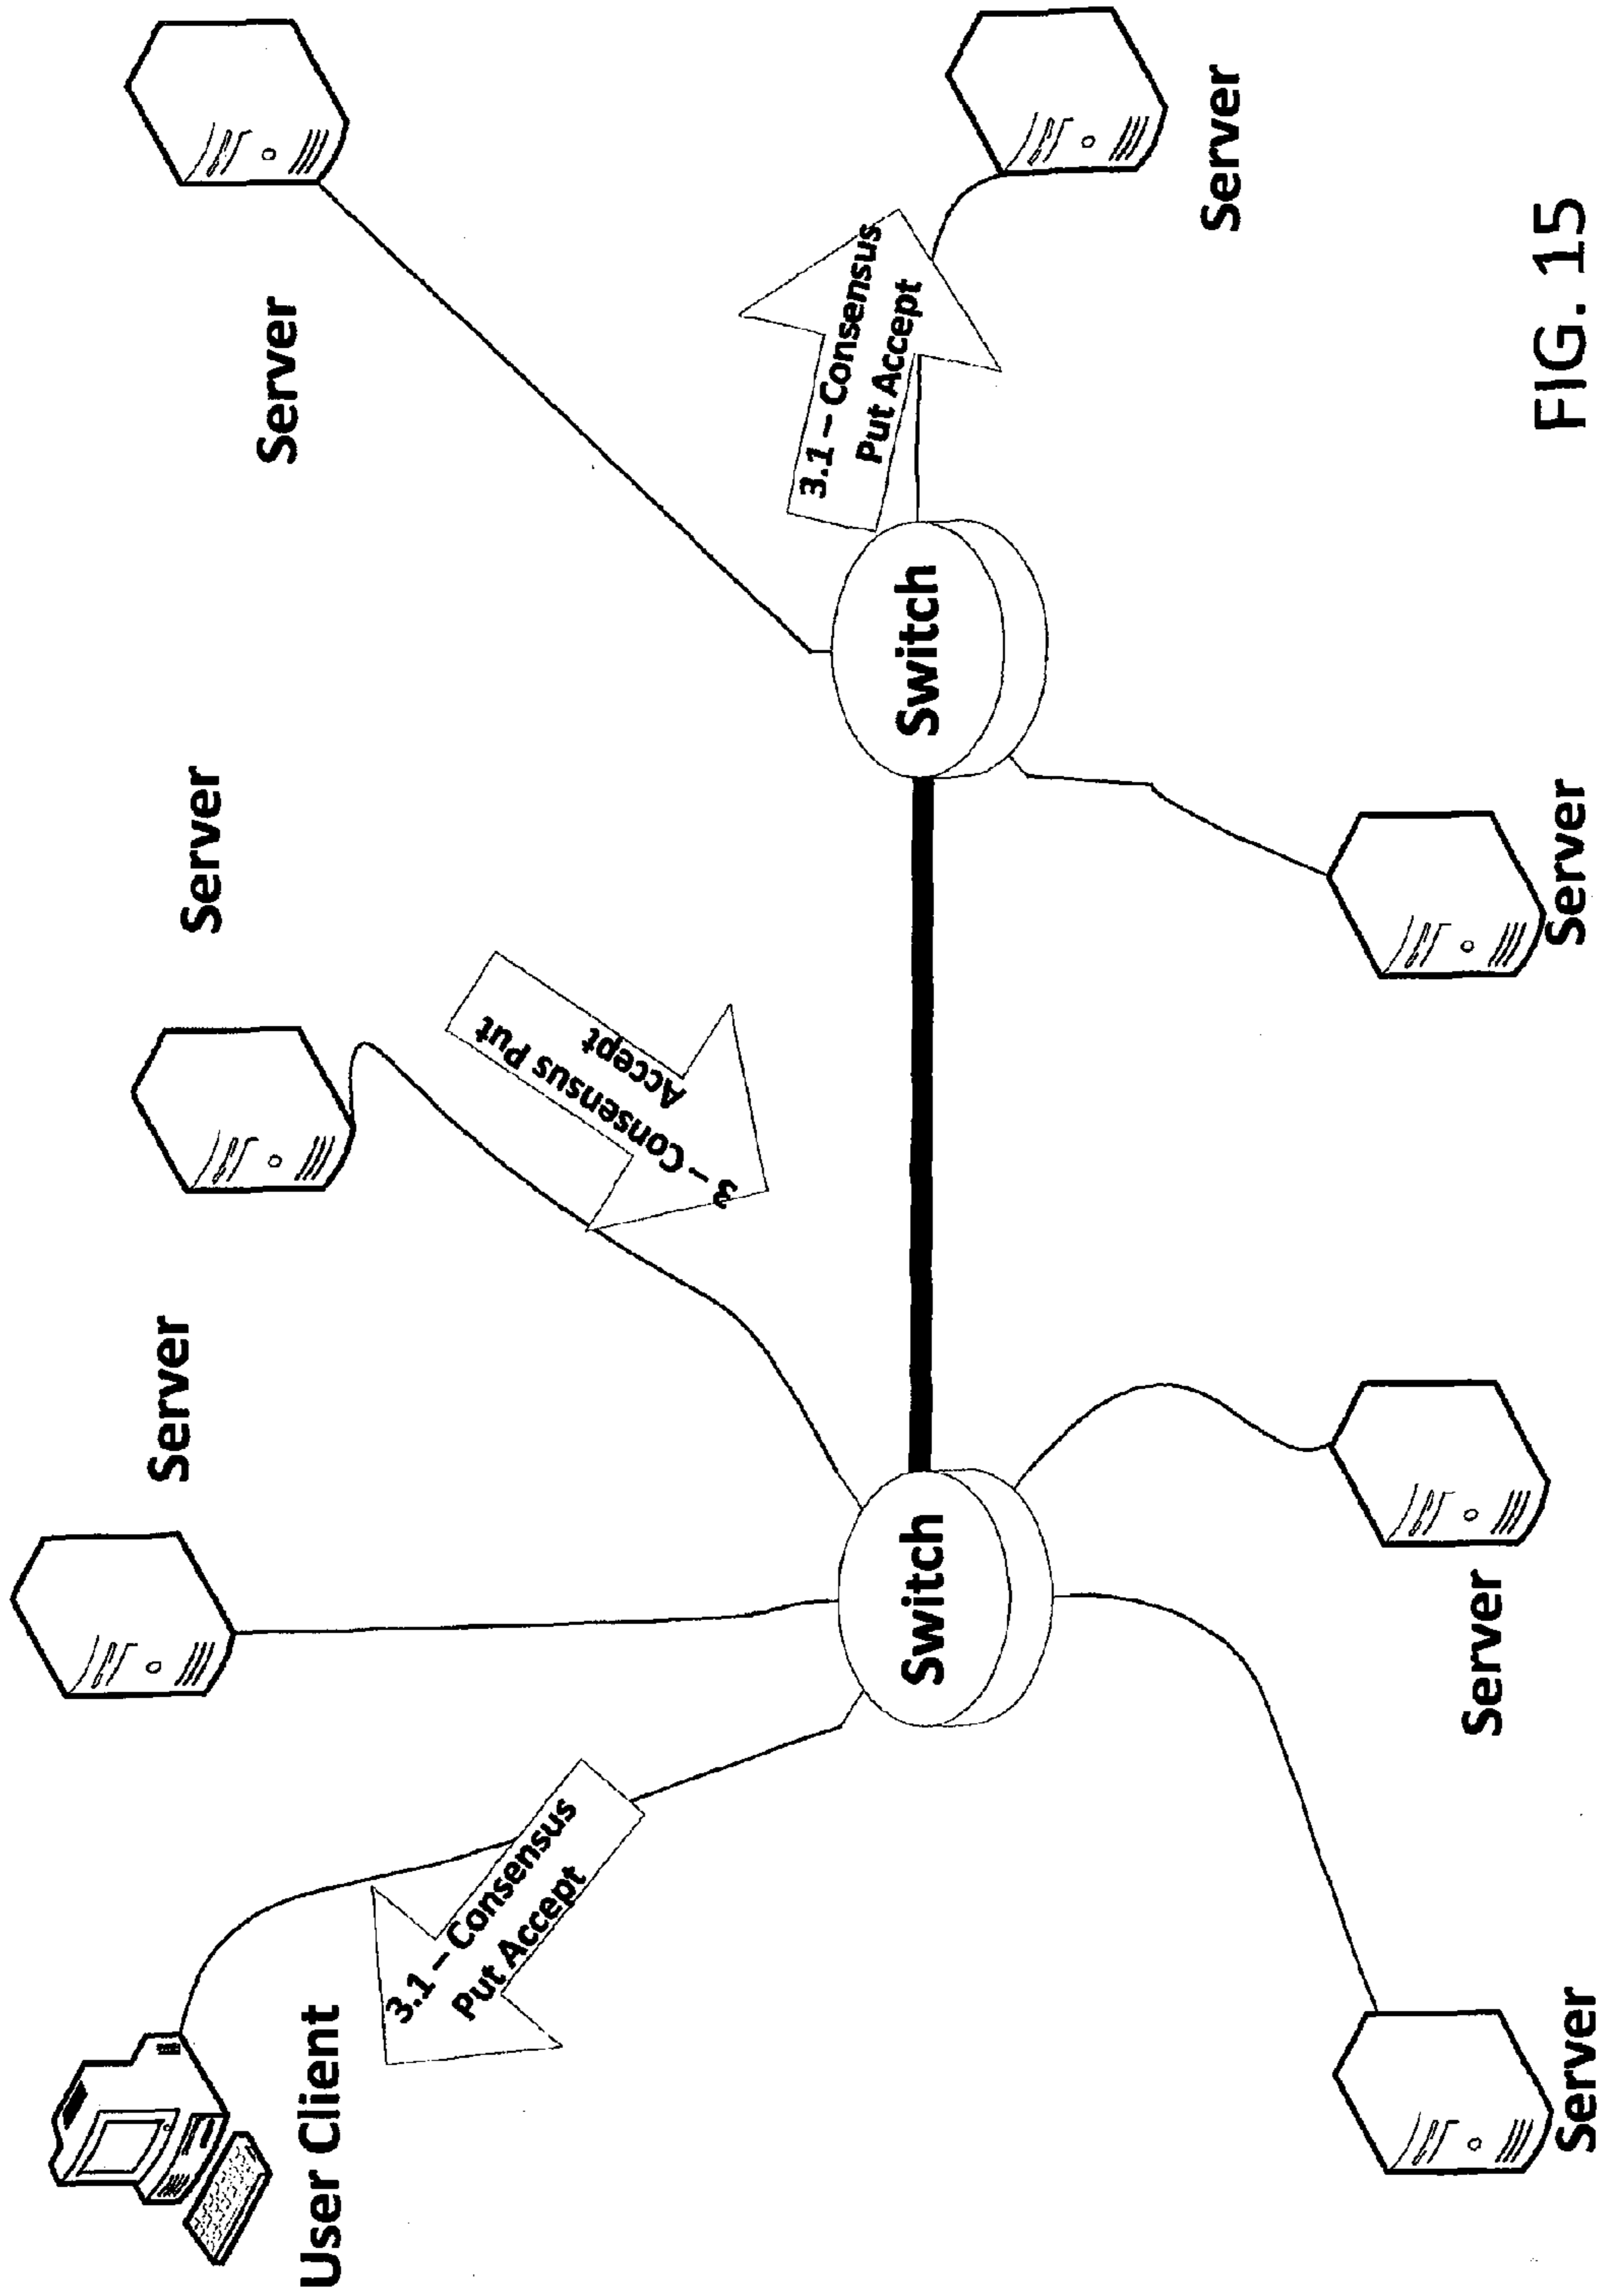 Server
Server
Server
User Client
3.1 – Consensus
Put Accept
3 – Consensus Put
Accept
3.1 – Consensus
Put Accept
Switch
Switch
Server
Server
Server
Server
FIG. 15